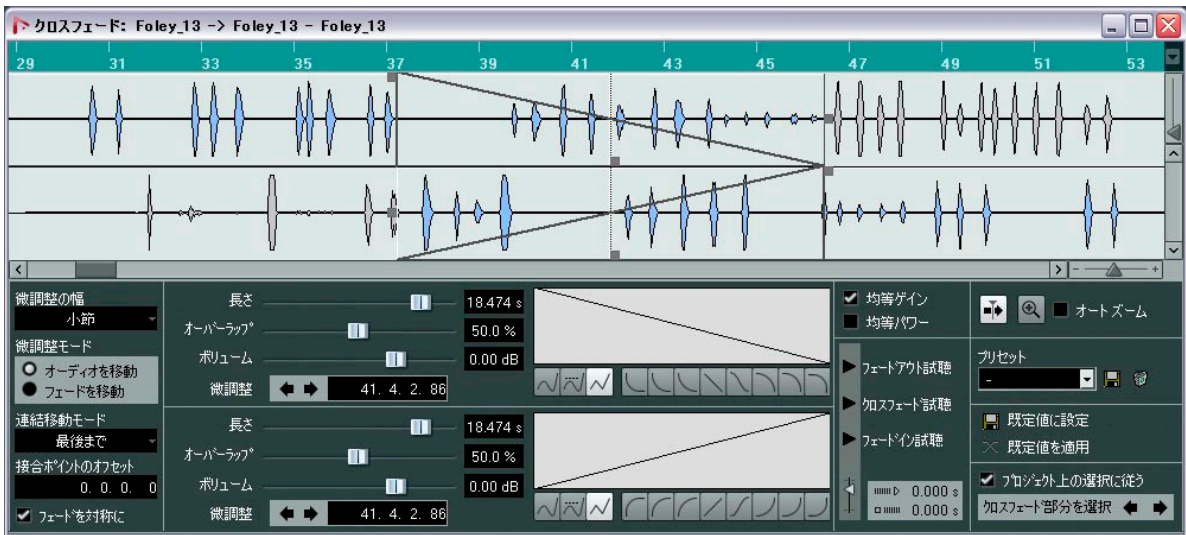 クロスフェード: Foley_13 -> Foley_13 - Foley_13
29 31 33 35 37 39 41 43 45 47 49 51 53
微調整の幅
小節
微調整モード
オーディオを移動
フェードを移動
連結移動モード
最後まで
接合ポイントのオフセット
0. 0. 0. 0
フェードを対称に
長さ 18.474 s
オーバーラップ 50.0 %
ボリューム 0.00 dB
微調整 41. 4. 2. 86
長さ 18.474 s
オーバーラップ 50.0 %
ボリューム 0.00 dB
微調整 41. 4. 2. 86
均等ゲイン
均等パワー
フェードアウト試聴
クロスフェード試聴
フェードイン試聴
0.000 s
0.000 s
オートズーム
プリセット
-
既定値に設定
既定値を適用
プロジェクト上の選択に従う
クロスフェード部分を選択